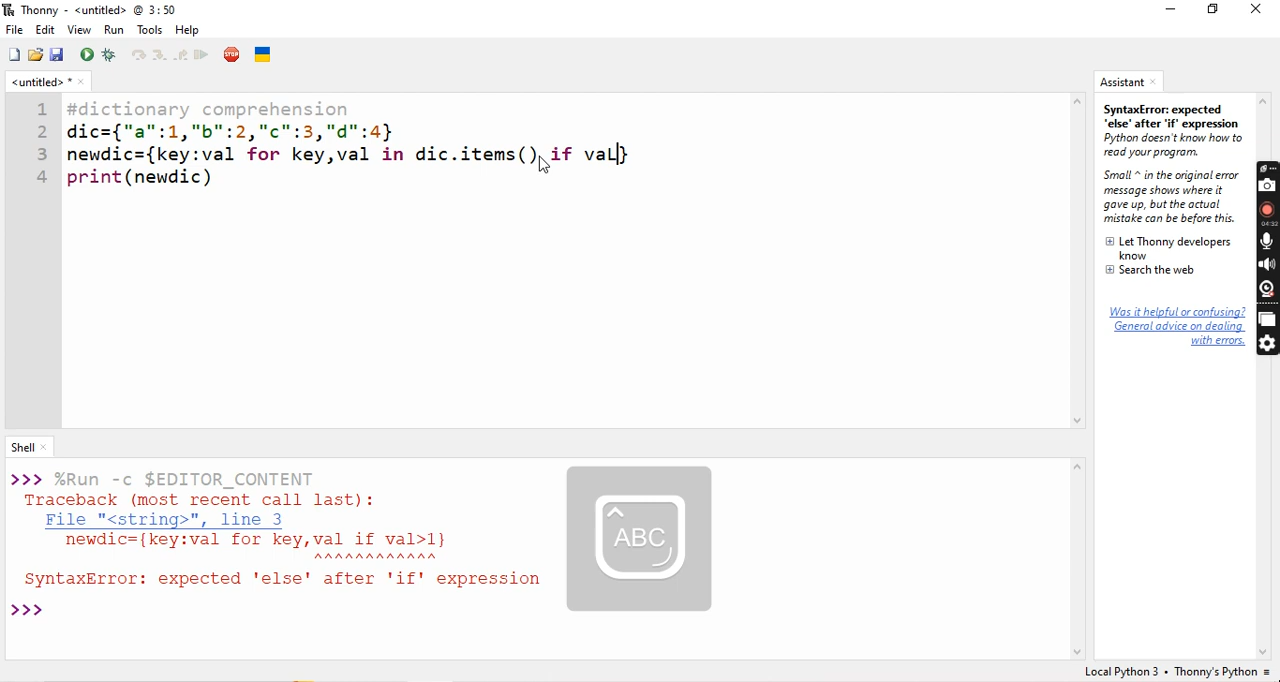 Thonny - <untitled> @ 3:50
File Edit View Run Tools Help
STOP
<untitled> * ×
1 #dictionary comprehension
2 dic={"a":1,"b":2,"c":3,"d":4}
3 newdic={key:val for key,val in dic.items() if vaL}
4 print(newdic)
Shell ×
>>> %Run -c $EDITOR_CONTENT
Traceback (most recent call last):
File "<string>", line 3
newdic={key:val for key,val if val>1}
^^^^^^^^^^^^
SyntaxError: expected 'else' after 'if' expression
>>>
ABC
Assistant ×
SyntaxError: expected
'else' after 'if' expression
Python doesn't know how to
read your program.
Small ^ in the original error
message shows where it
gave up, but the actual
mistake can be before this.
Let Thonny developers
know
Search the web
Was it helpful or confusing?
General advice on dealing
with errors.
04:32
Local Python 3 • Thonny's Python ≡